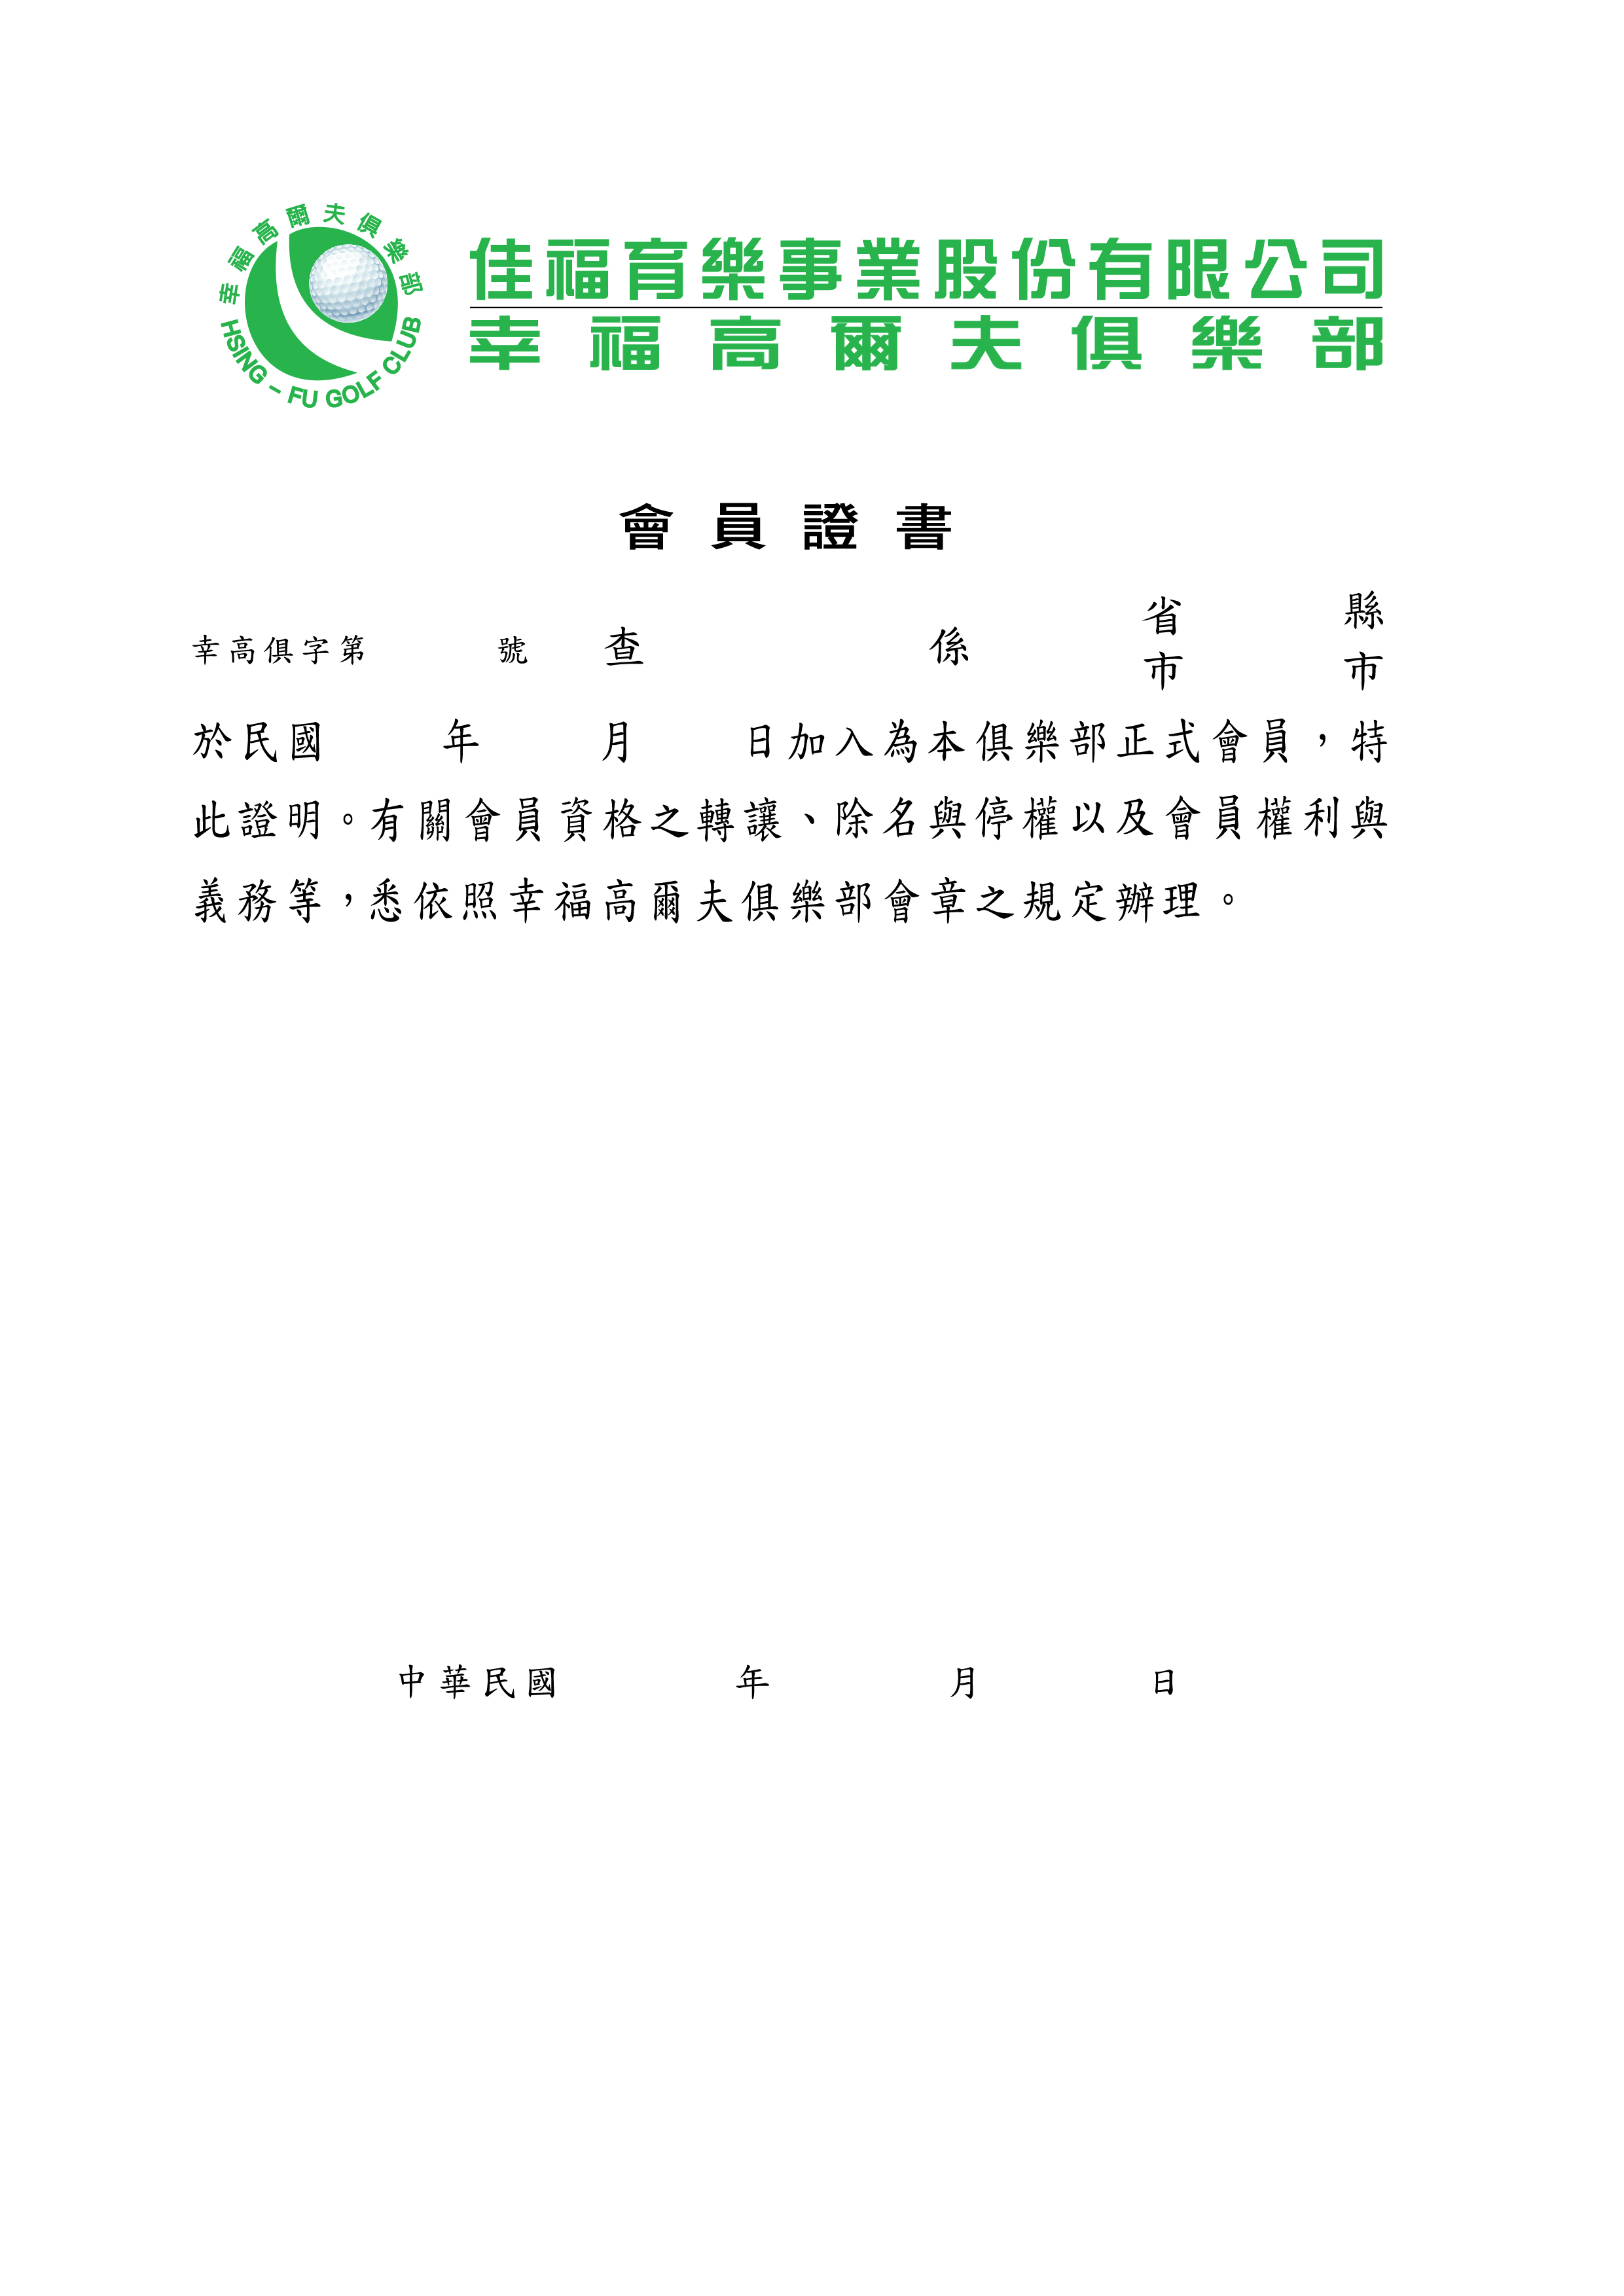 幸福高爾夫俱樂部
HSING - FU GOLF CLUB
佳福育樂事業股份有限公司
幸福高爾夫俱樂部
會員證書
省 縣
幸高俱字第 號 查 係
市 市
於民國 年 月 日加入為本俱樂部正式會員，特
此證明。有關會員資格之轉讓、除名與停權以及會員權利與
義務等，悉依照幸福高爾夫俱樂部會章之規定辦理。
中華民國 年 月 日